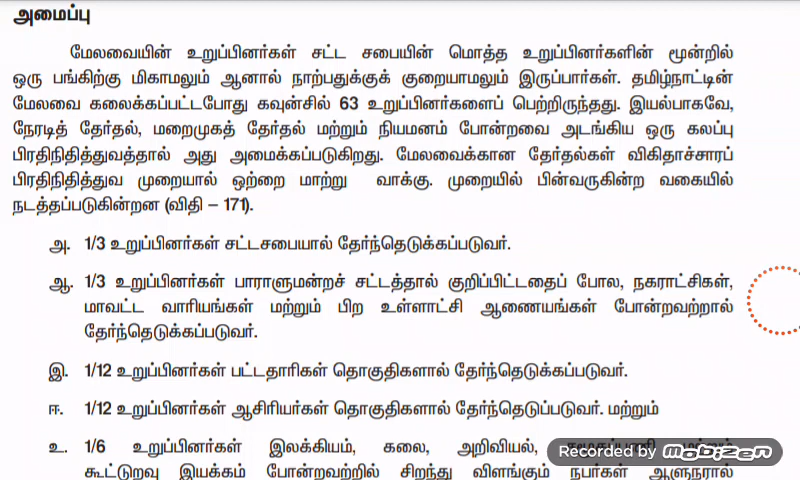 அமைப்பு
மேலவையின் உறுப்பினர்கள் சட்ட சபையின் மொத்த உறுப்பினர்களின் மூன்றில்
ஒரு பங்கிற்கு மிகாமலும் ஆனால் நாற்பதுக்குக் குறையாமலும் இருப்பார்கள். தமிழ்நாட்டின்
மேலவை கலைக்கப்பட்டபோது கவுன்சில் 63 உறுப்பினர்களைப் பெற்றிருந்தது. இயல்பாகவே,
நேரடித் தேர்தல், மறைமுகத் தேர்தல் மற்றும் நியமனம் போன்றவை அடங்கிய ஒரு கலப்பு
பிரதிநிதித்துவத்தால் அது அமைக்கப்படுகிறது. மேலவைக்கான தேர்தல்கள் விகிதாச்சாரப்
பிரதிநிதித்துவ முறையால் ஒற்றை மாற்று வாக்கு. முறையில் பின்வருகின்ற வகையில்
நடத்தப்படுகின்றன (விதி – 171).
அ. 1/3 உறுப்பினர்கள் சட்டசபையால் தேர்ந்தெடுக்கப்படுவர்.
ஆ. 1/3 உறுப்பினர்கள் பாராளுமன்றச் சட்டத்தால் குறிப்பிட்டதைப் போல, நகராட்சிகள்,
மாவட்ட வாரியங்கள் மற்றும் பிற உள்ளாட்சி ஆணையங்கள் போன்றவற்றால்
தேர்ந்தெடுக்கப்படுவர்.
இ. 1/12 உறுப்பினர்கள் பட்டதாரிகள் தொகுதிகளால் தேர்ந்தெடுக்கப்படுவர்.
ஈ. 1/12 உறுப்பினர்கள் ஆசிரியர்கள் தொகுதிகளால் தேர்ந்தெடுப்படுவர். மற்றும்
உ. 1/6 உறுப்பினர்கள் இலக்கியம், கலை, அறிவியல்,
கூட்டுறவு இயக்கம் போன்றவற்றில் சிறந்து விளங்கும் நபர்கள் ஆளுநரால்
Recorded by mobizen